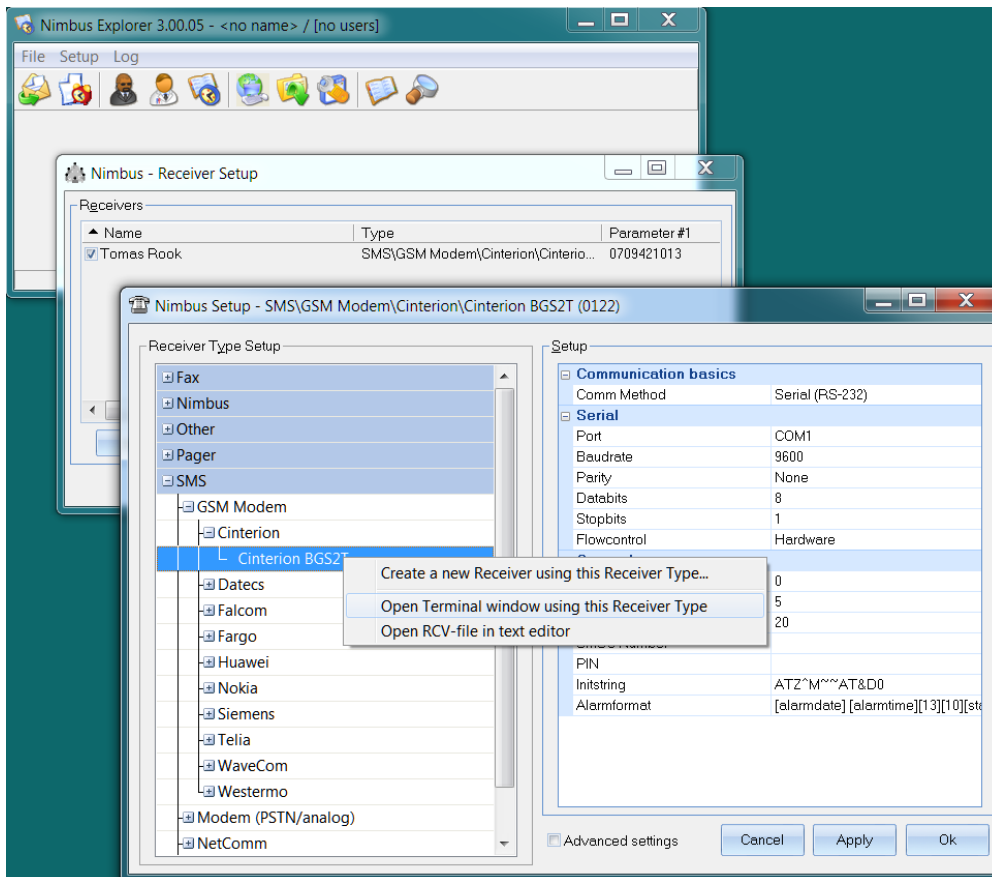 Nimbus Explorer 3.00.05 - <no name> / [no users]
File Setup Log
Nimbus - Receiver Setup
Receivers
Name Type Parameter #1
Tomas Rook SMS\GSM Modem\Cinterion\Cinterio... 0709421013
Nimbus Setup - SMS\GSM Modem\Cinterion\Cinterion BGS2T (0122)
Receiver Type Setup
Fax
Nimbus
Other
Pager
SMS
GSM Modem
Cinterion
Cinterion BGS2T
Datecs
Falcom
Fargo
Huawei
Nokia
Siemens
Telia
WaveCom
Westermo
Modem (PSTN/analog)
NetComm
Create a new Receiver using this Receiver Type...
Open Terminal window using this Receiver Type
Open RCV-file in text editor
Setup
Communication basics
Comm Method Serial (RS-232)
Serial
Port COM1
Baudrate 9600
Parity None
Databits 8
Stopbits 1
Flowcontrol Hardware
0
5
20
PIN
Initstring ATZ^M~~AT&D0
Alarmformat [alarmdate] [alarmtime][13][10][sta
Advanced settings
Cancel Apply Ok